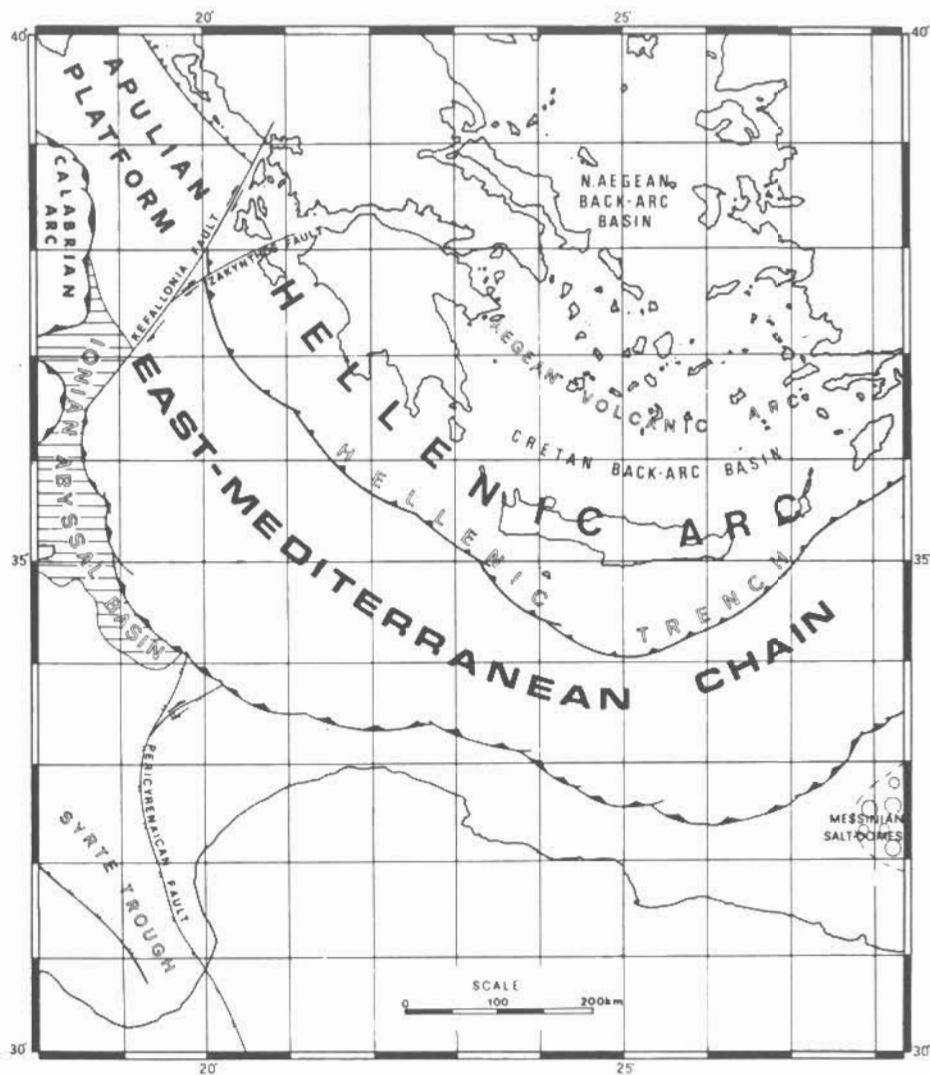 20°
25°
40°
40°
APULIAN
PLATFORM
CALABRIAN
ARC
N.AEGEAN
BACK-ARC
BASIN
KEFALLONIA FAULT
ZAKYNTHOS FAULT
HELLENIC ARC
AEGEAN VOLCANIC ARC
CRETAN BACK-ARC BASIN
IONIAN ABYSSAL BASIN
EAST-MEDITERRANEAN CHAIN
HELLENIC TRENCH
35°
35°
PERICYRENAICAN FAULT
SYRTE TROUGH
MESSINIAN
SALT-DOMES
SCALE
0 100 200km
30°
30°
20°
25°